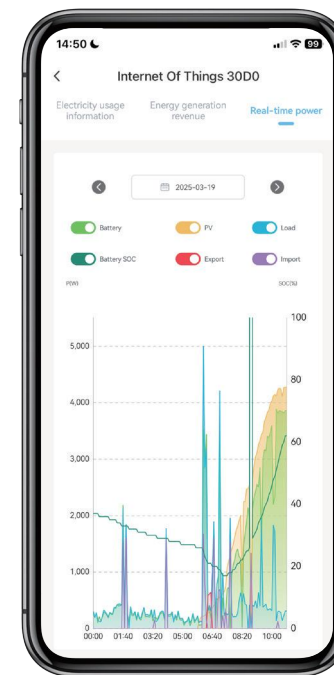 14:50
99
Internet Of Things 30D0
Electricity usage
information
Energy generation
revenue
Real-time power
2025-03-19
Battery
PV
Load
Battery SOC
Export
Import
P(W)
SOC(%)
5,000
4,000
3,000
2,000
1,000
0
100
80
60
40
20
0
00:00 01:40 03:20 05:00 06:40 08:20 10:00